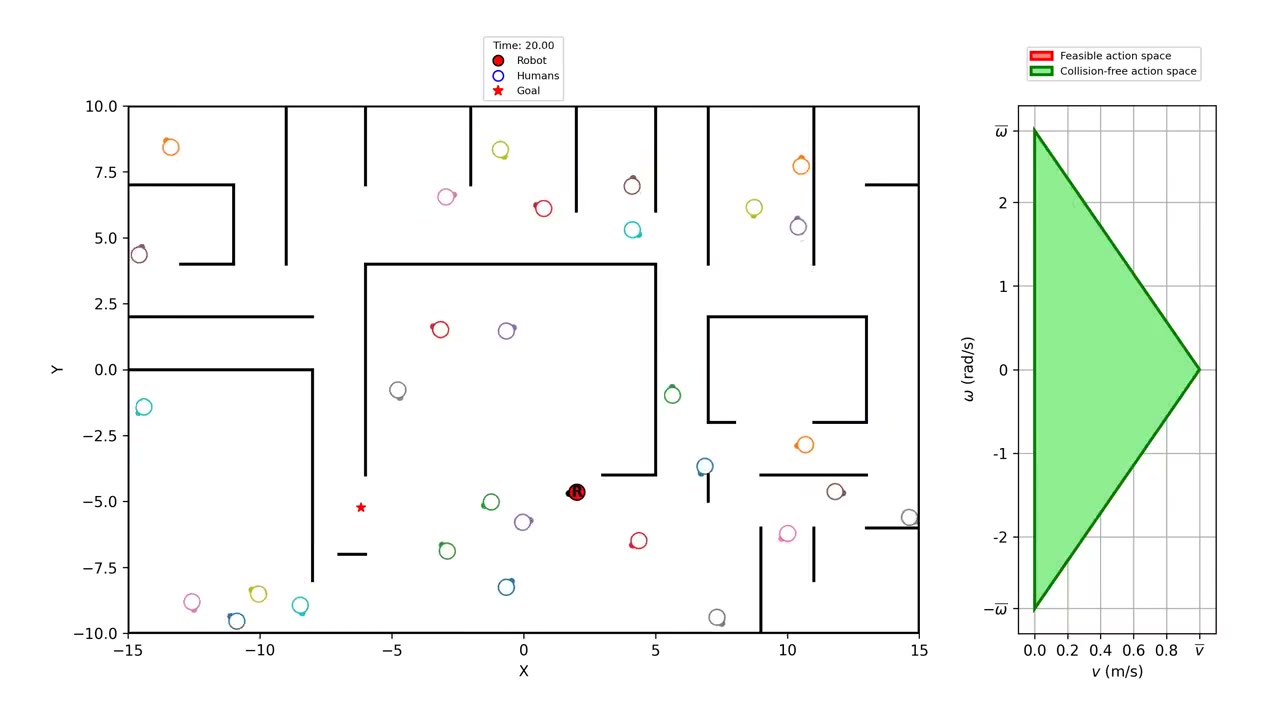 Time: 20.00
Robot
Humans
Goal
Feasible action space
Collision-free action space
10.0
7.5
5.0
2.5
0.0
−2.5
−5.0
−7.5
−10.0
Y
−15
−10
−5
0
5
10
15
X
R
ω̅
2
1
0
-1
-2
−ω̅
ω (rad/s)
0.0 0.2 0.4 0.6 0.8 v̅
v (m/s)